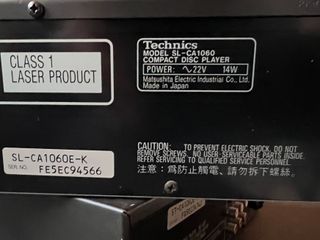 Technics
MODEL SL-CA1060
COMPACT DISC PLAYER
POWER: ∿22V 14W
Matsushita Electric Industrial Co., Ltd.
Made in Japan
CLASS 1
LASER PRODUCT
SL-CA1060E-K
SER. NO. FE5EC94566
CAUTION: TO PREVENT ELECTRIC SHOCK, DO NOT
REMOVE SCREWS. NO USER-SERVICEABLE PARTS INSIDE.
REFER SERVICING TO QUALIFIED SERVICE PERSONNEL.
注意: 為防止觸電、請勿拆下螺絲。